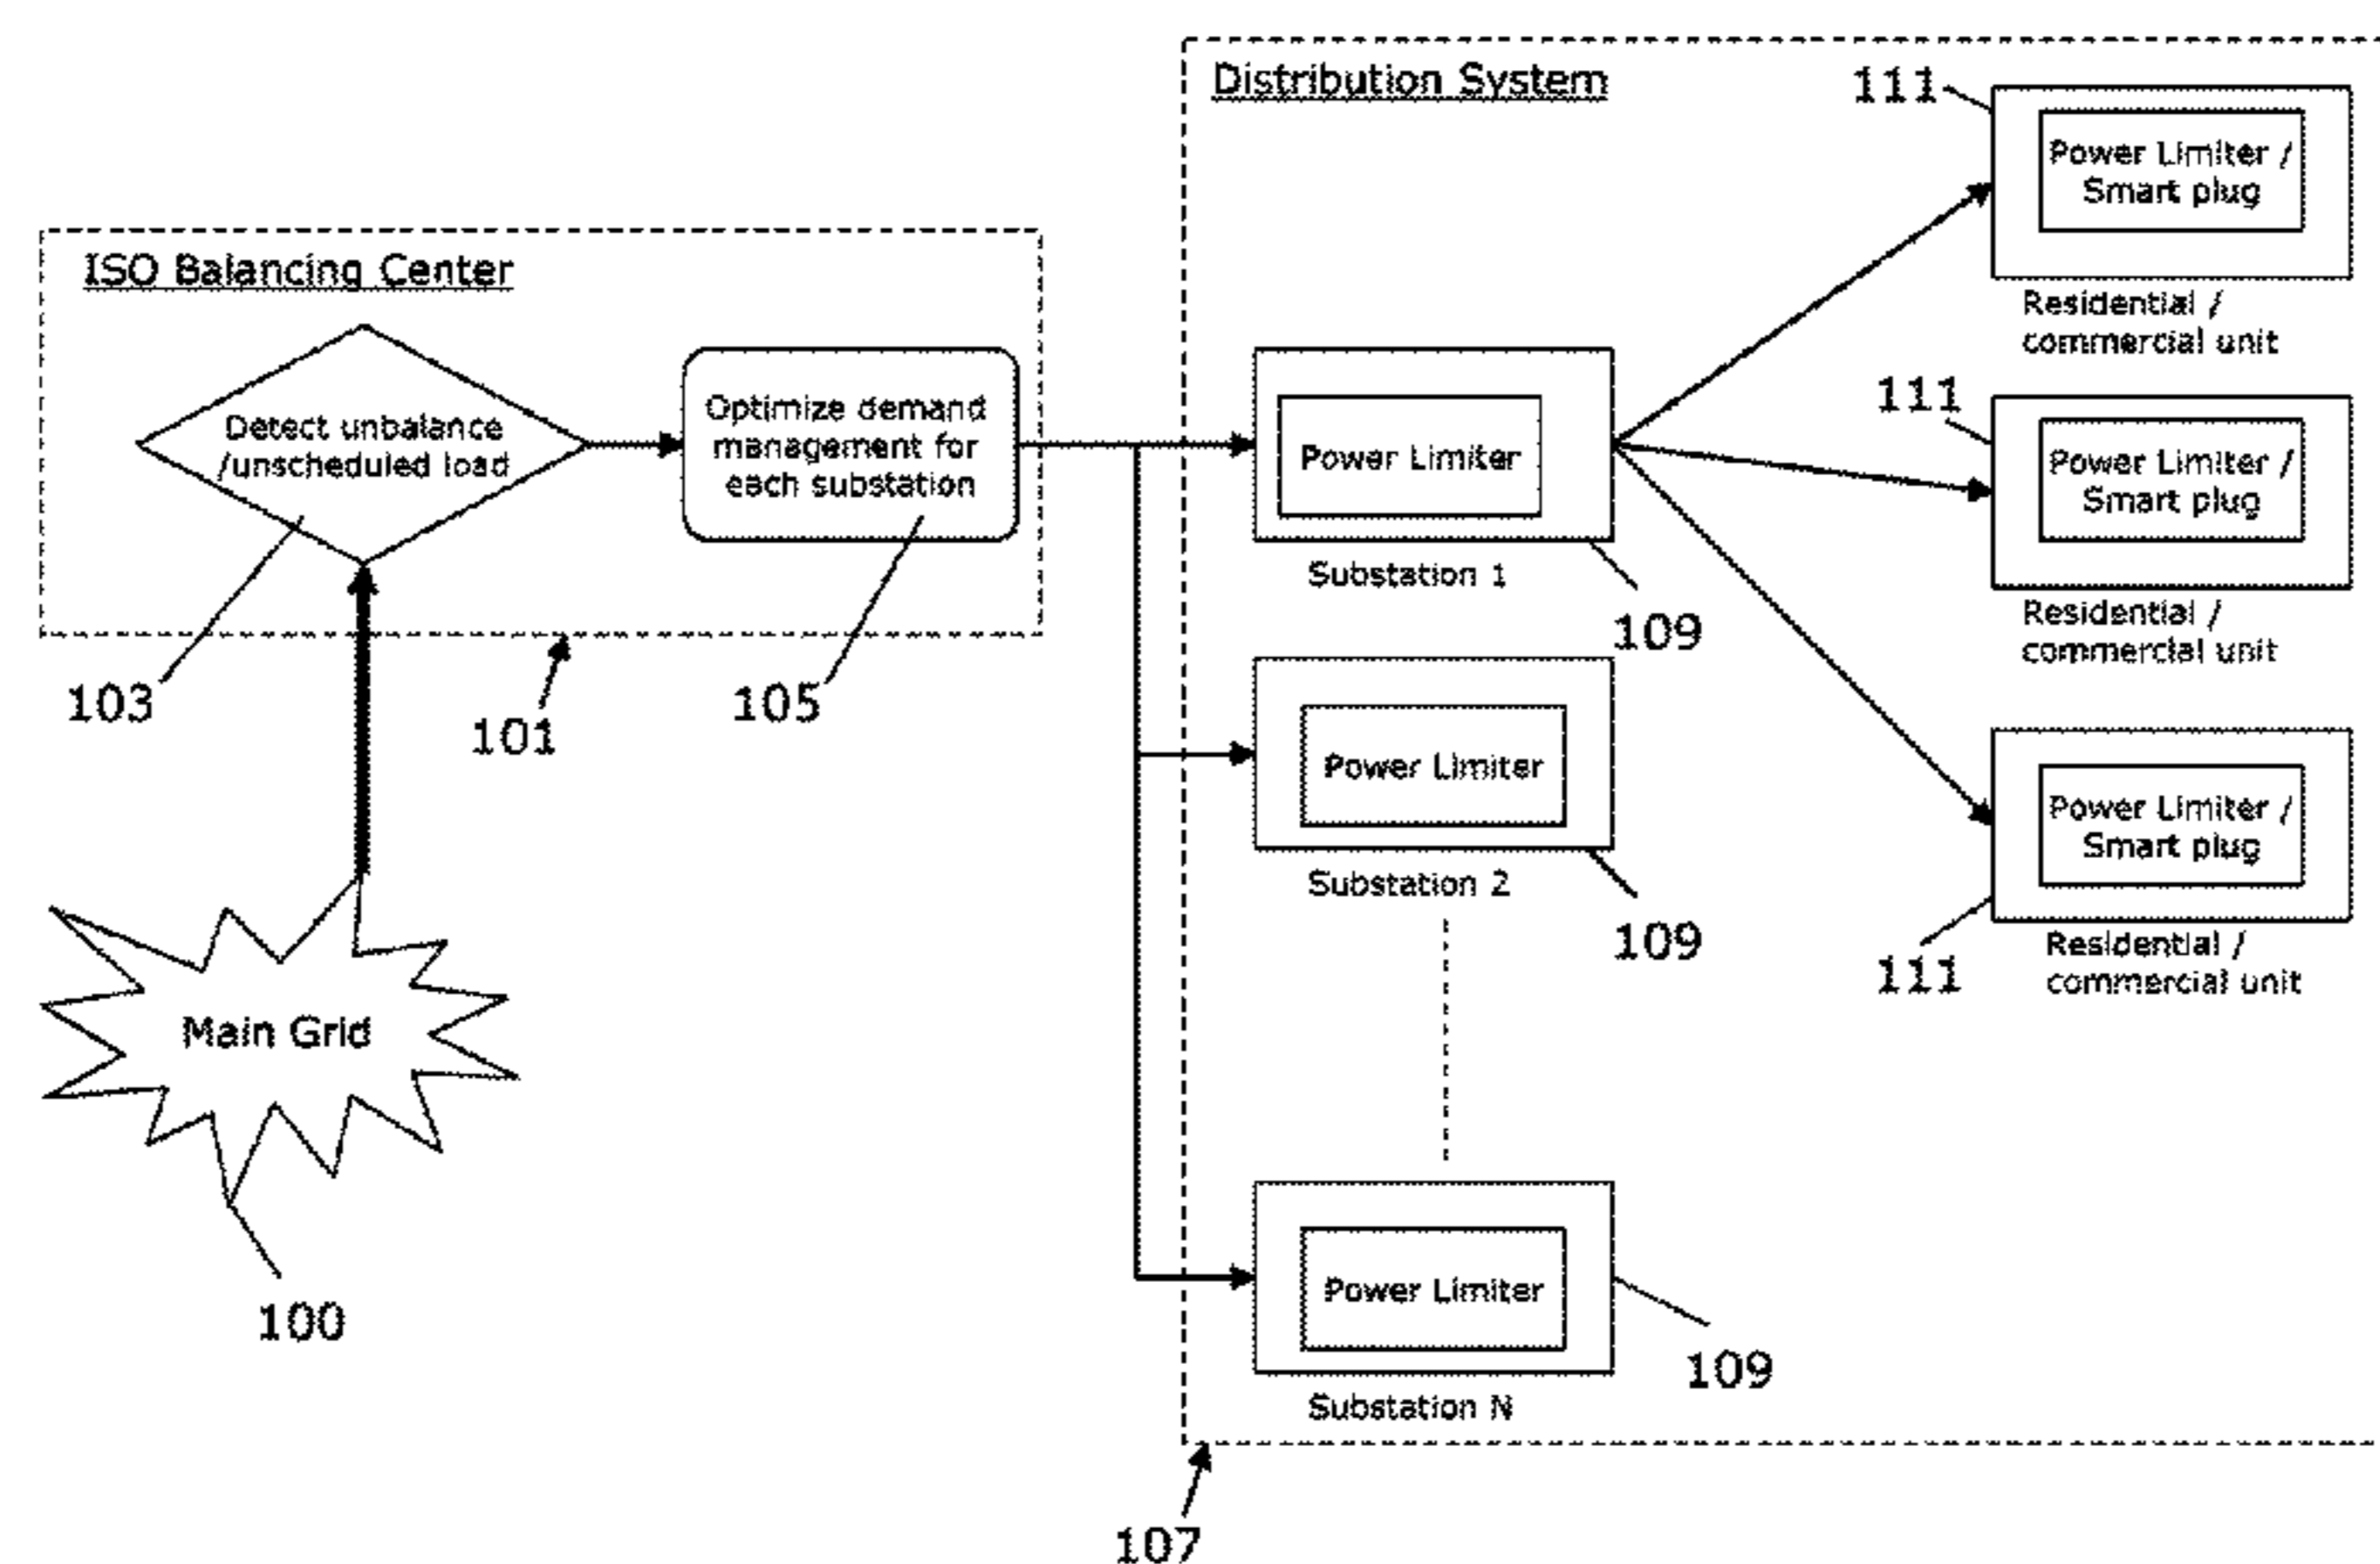 Distribution System
111
Power Limiter /
Smart plug
Residential /
commercial unit
ISO Balancing Center
Detect unbalance
/unscheduled load
Optimize demand
management for
each substation
103
101
105
Power Limiter
Substation 1
109
111
Power Limiter /
Smart plug
Residential /
commercial unit
Power Limiter
Substation 2
109
Power Limiter /
Smart plug
111
Residential /
commercial unit
Main Grid
100
Power Limiter
Substation N
109
107